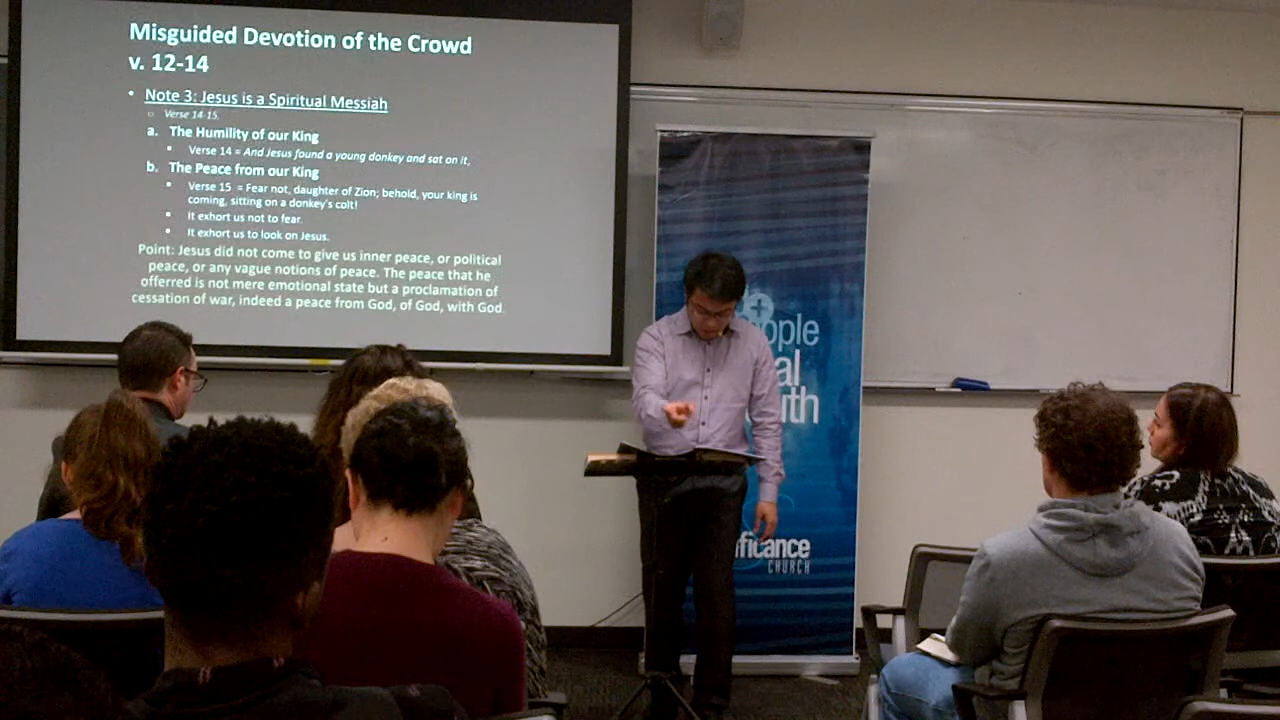 Misguided Devotion of the Crowd
v. 12-14
• Note 3: Jesus is a Spiritual Messiah
○ Verse 14-15.
a. The Humility of our King
▪ Verse 14 = And Jesus found a young donkey and sat on it,
b. The Peace from our King
▪ Verse 15 = Fear not, daughter of Zion; behold, your king is
coming, sitting on a donkey's colt!
▪ It exhort us not to fear.
▪ It exhort us to look on Jesus.
Point: Jesus did not come to give us inner peace, or political
peace, or any vague notions of peace. The peace that he
offerred is not mere emotional state but a proclamation of
cessation of war, indeed a peace from God, of God, with God.
ople
al
ith
ficance
CHURCH